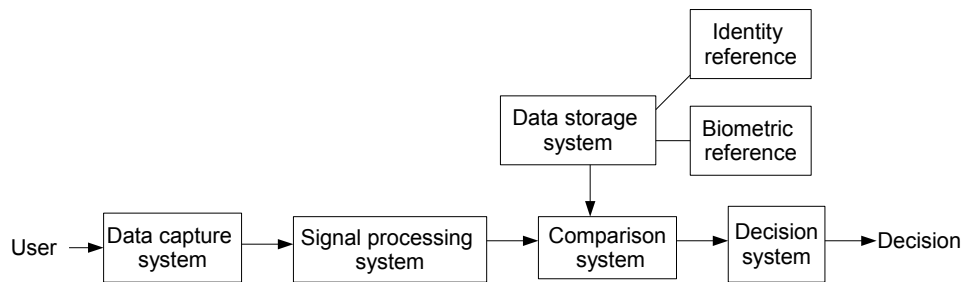 Identity
reference
Data storage
system
Biometric
reference
User
Data capture
system
Signal processing
system
Comparison
system
Decision
system
Decision